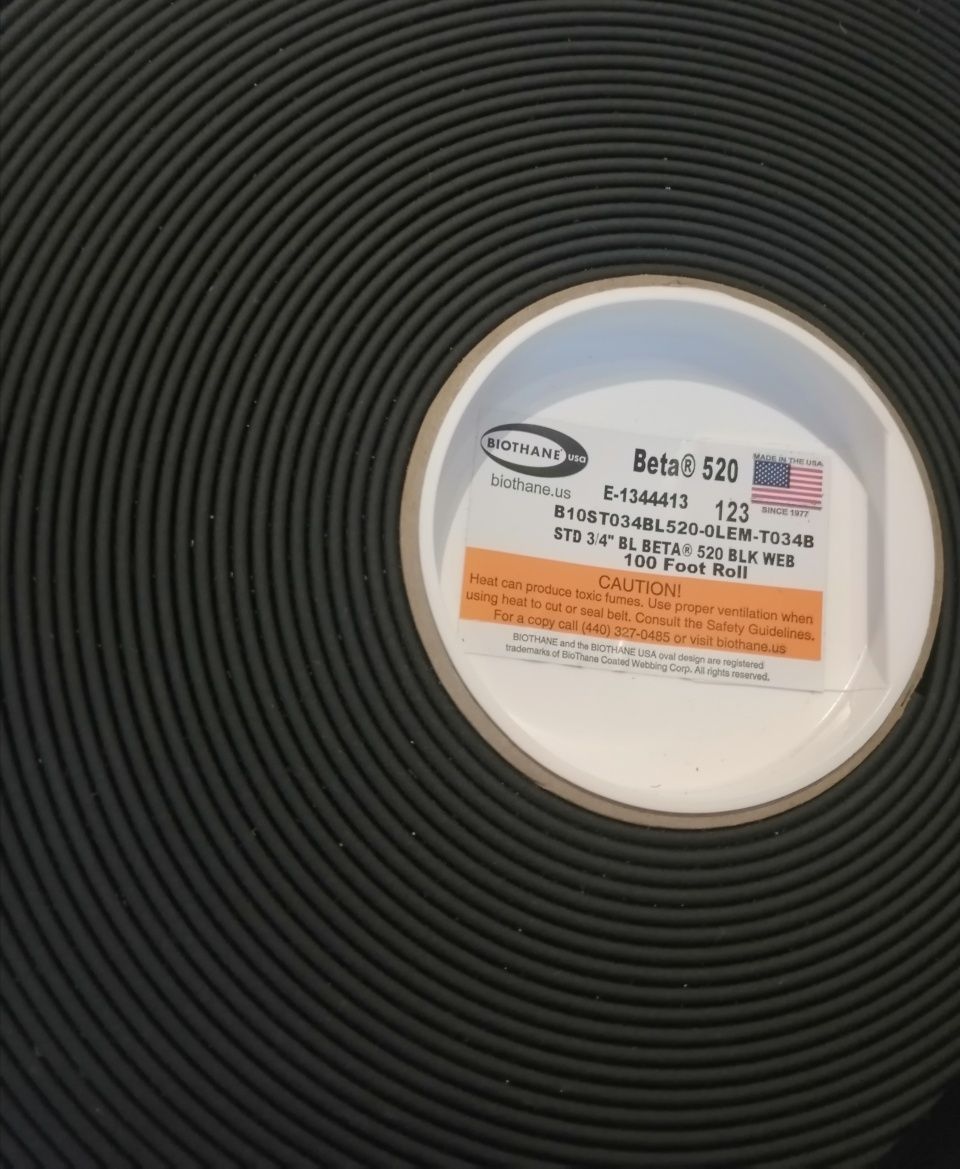 BIOTHANE® USA
biothane.us
Beta® 520
MADE IN THE USA
SINCE 1977
E-1344413 123
B10ST034BL520-0LEM-T034B
STD 3/4" BL BETA® 520 BLK WEB
100 Foot Roll
CAUTION!
Heat can produce toxic fumes. Use proper ventilation when
using heat to cut or seal belt. Consult the Safety Guidelines.
For a copy call (440) 327-0485 or visit biothane.us
BIOTHANE and the BIOTHANE USA oval design are registered
trademarks of BioThane Coated Webbing Corp. All rights reserved.